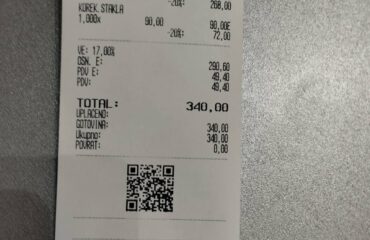 -20%: 268,00
KOREK.STAKLA
1,000x 90,00 90,00E
-20%: 72,00
VE: 17,00%
OSN. E: 290,60
PDV E: 49,40
PDV: 49,40
TOTAL: 340,00
UPLAĆENO:
GOTOVINA: 340,00
Ukupno: 340,00
POVRAT: 0,00